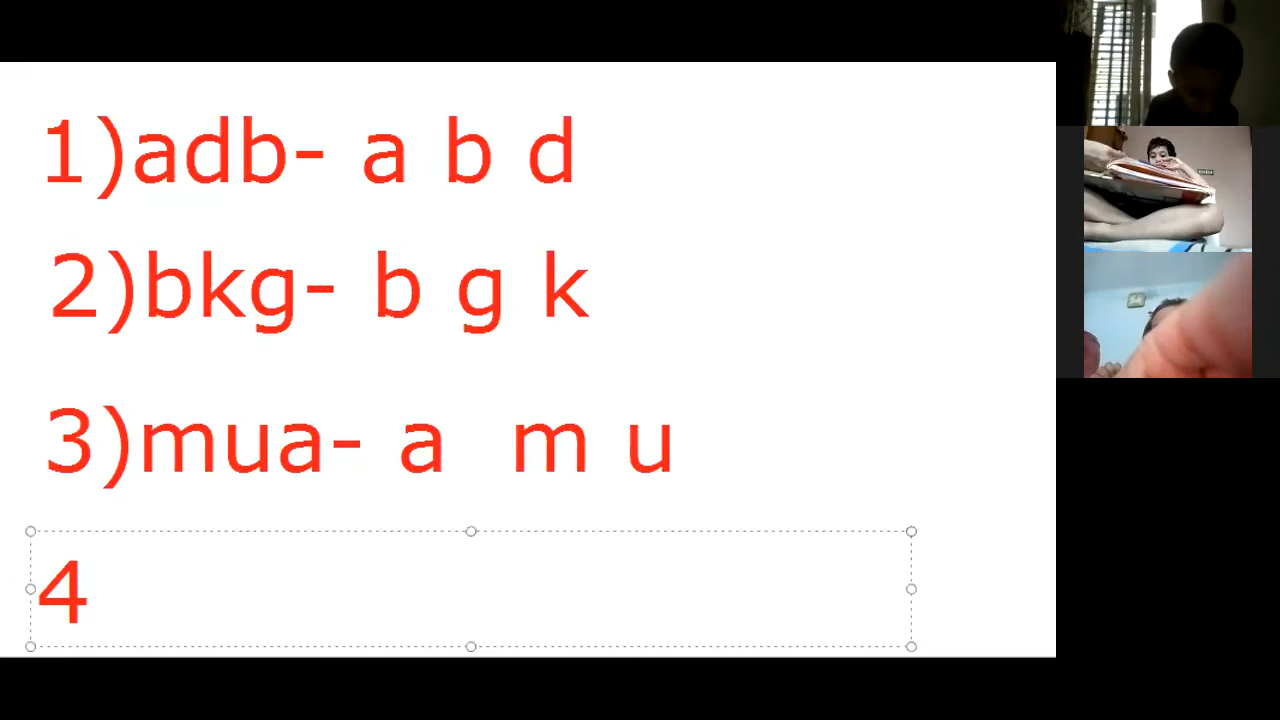 1)adb- a b d
2)bkg- b g k
3)mua- a m u
4